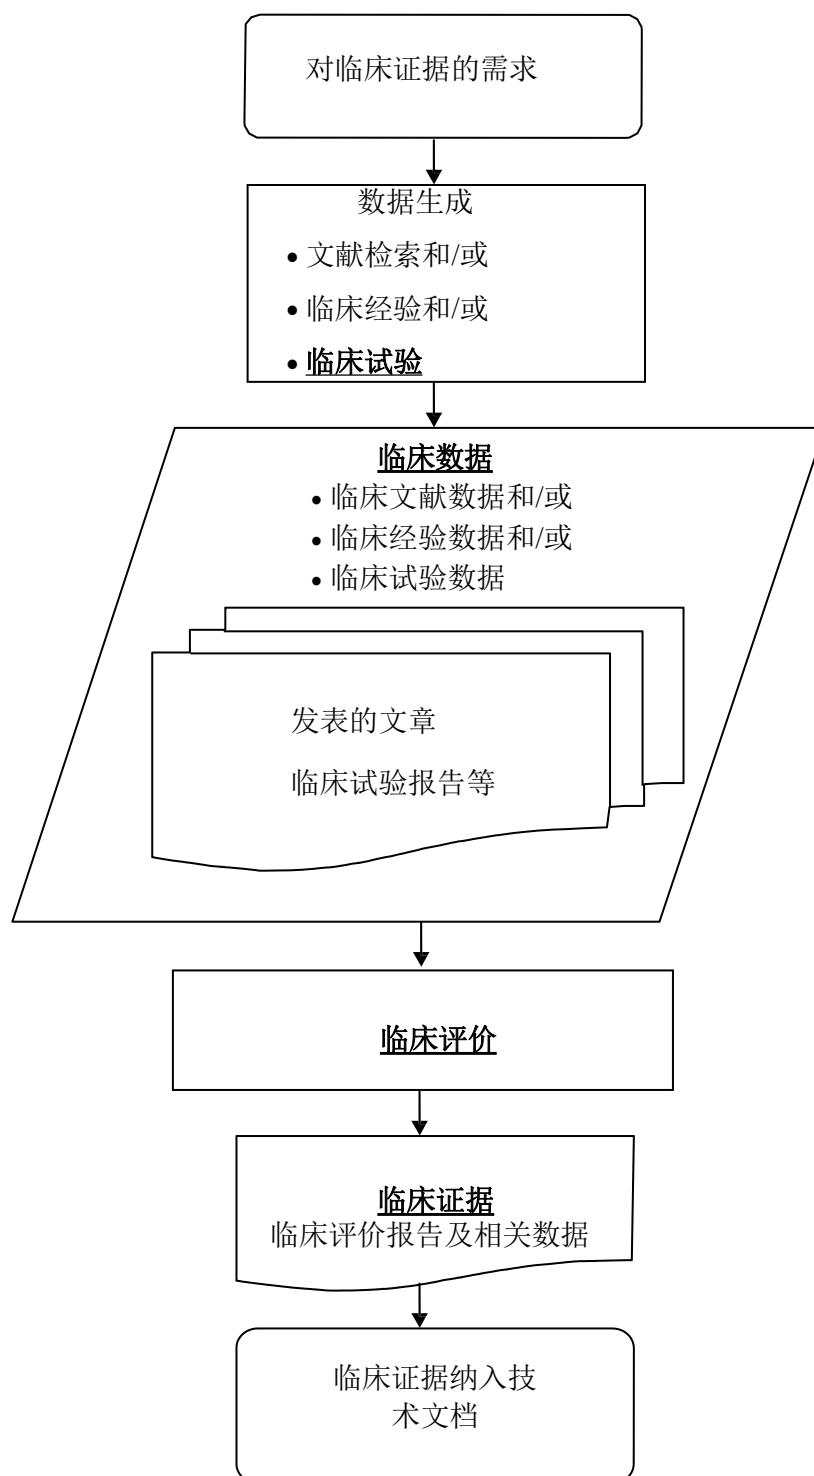 对临床证据的需求
数据生成
• 文献检索和/或
• 临床经验和/或
• 临床试验
临床数据
• 临床文献数据和/或
• 临床经验数据和/或
• 临床试验数据
发表的文章
临床试验报告等
临床评价
临床证据
临床评价报告及相关数据
临床证据纳入技
术文档